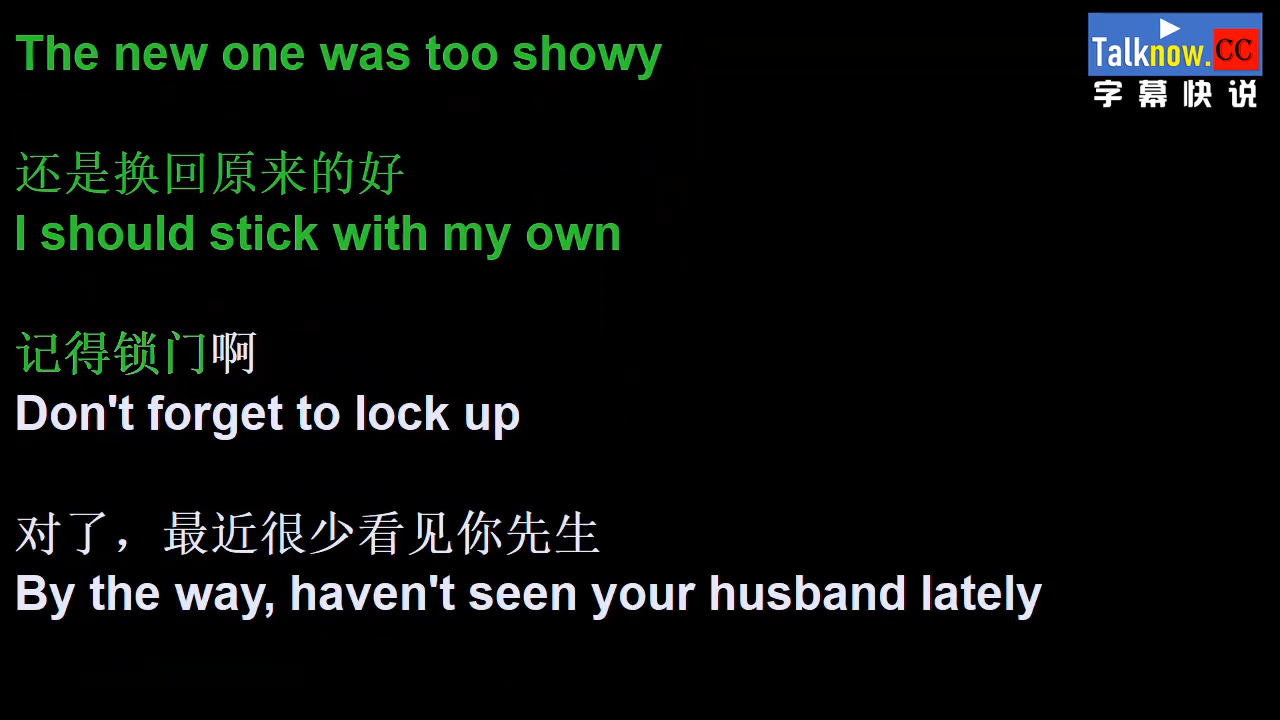 The new one was too showy
Talknow.CC
字幕快说
还是换回原来的好
I should stick with my own
记得锁门啊
Don't forget to lock up
对了，最近很少看见你先生
By the way, haven't seen your husband lately